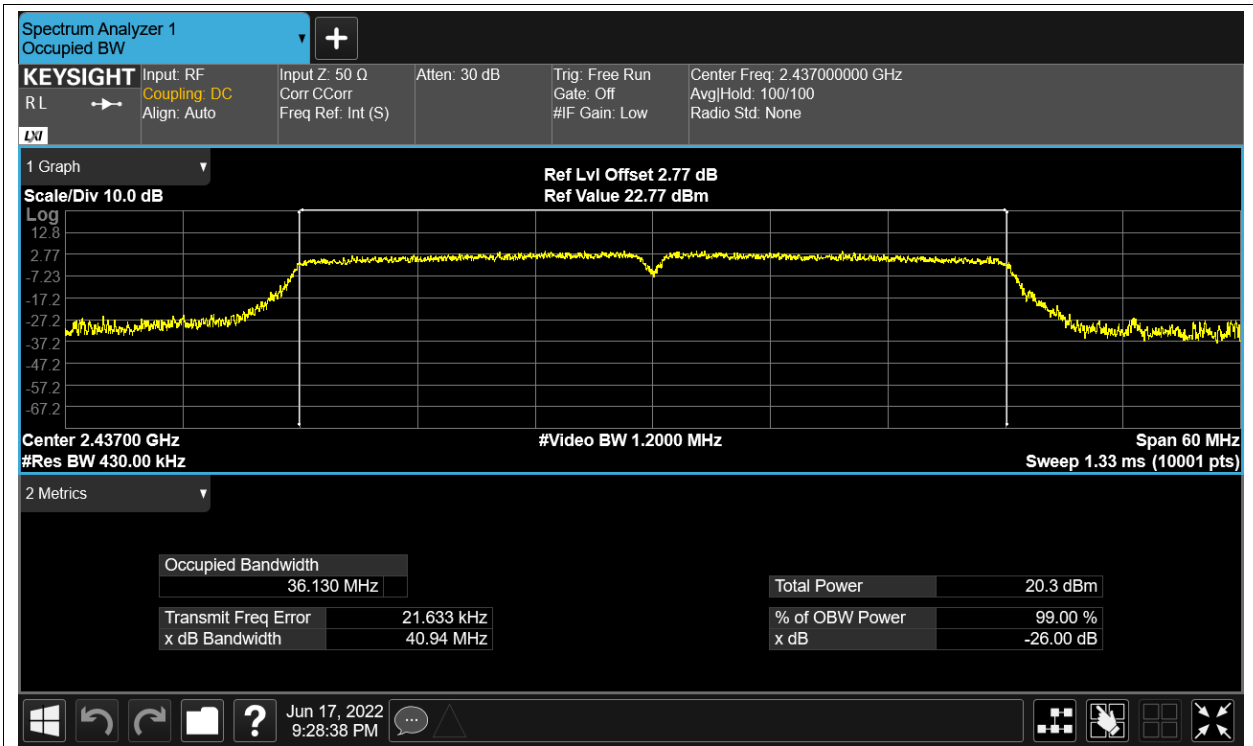 Spectrum Analyzer 1
Occupied BW
KEYSIGHT
R L
LXI
Input: RF
Coupling: DC
Align: Auto
Input Z: 50 Ω
Corr CCorr
Freq Ref: Int (S)
Atten: 30 dB
Trig: Free Run
Gate: Off
#IF Gain: Low
Center Freq: 2.437000000 GHz
Avg|Hold: 100/100
Radio Std: None
1 Graph
Ref Lvl Offset 2.77 dB
Scale/Div 10.0 dB
Ref Value 22.77 dBm
Log
12.8
2.77
-7.23
-17.2
-27.2
-37.2
-47.2
-57.2
-67.2
Center 2.43700 GHz
#Video BW 1.2000 MHz
Span 60 MHz
#Res BW 430.00 kHz
Sweep 1.33 ms (10001 pts)
2 Metrics
Occupied Bandwidth
36.130 MHz
Total Power 20.3 dBm
Transmit Freq Error 21.633 kHz
% of OBW Power 99.00 %
x dB Bandwidth 40.94 MHz
x dB -26.00 dB
?
Jun 17, 2022
9:28:38 PM